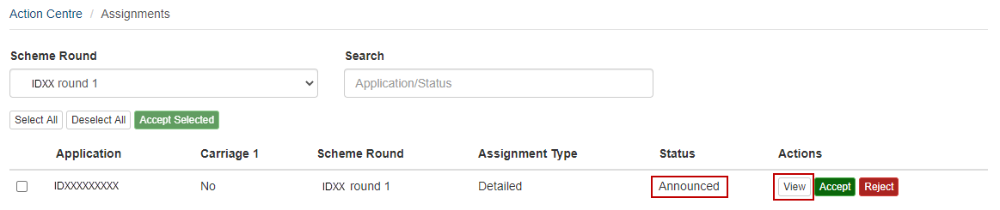 Action Centre / Assignments
Scheme Round Search
IDXX round 1 Application/Status
Select All Deselect All Accept Selected
Application Carriage 1 Scheme Round Assignment Type Status Actions
IDXXXXXXXXX No IDXX round 1 Detailed Announced View Accept Reject